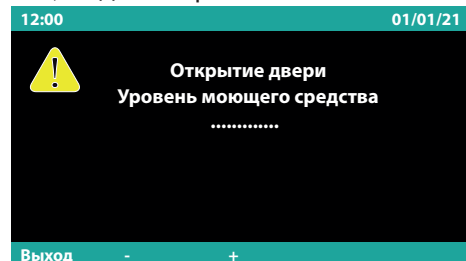 12:00 01/01/21
Открытие двери
Уровень моющего средства
.............
Выход - +